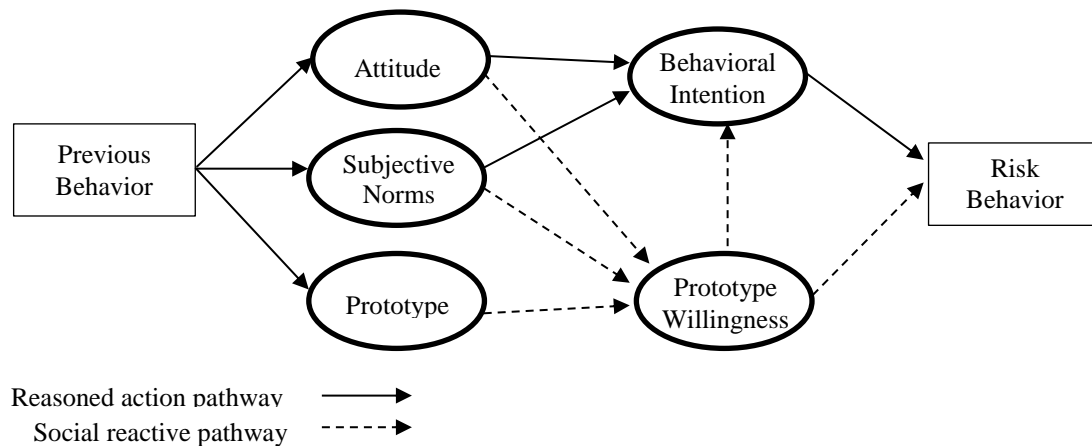 Previous
Behavior
Attitude
Subjective
Norms
Prototype
Behavioral
Intention
Prototype
Willingness
Risk
Behavior
Reasoned action pathway
Social reactive pathway